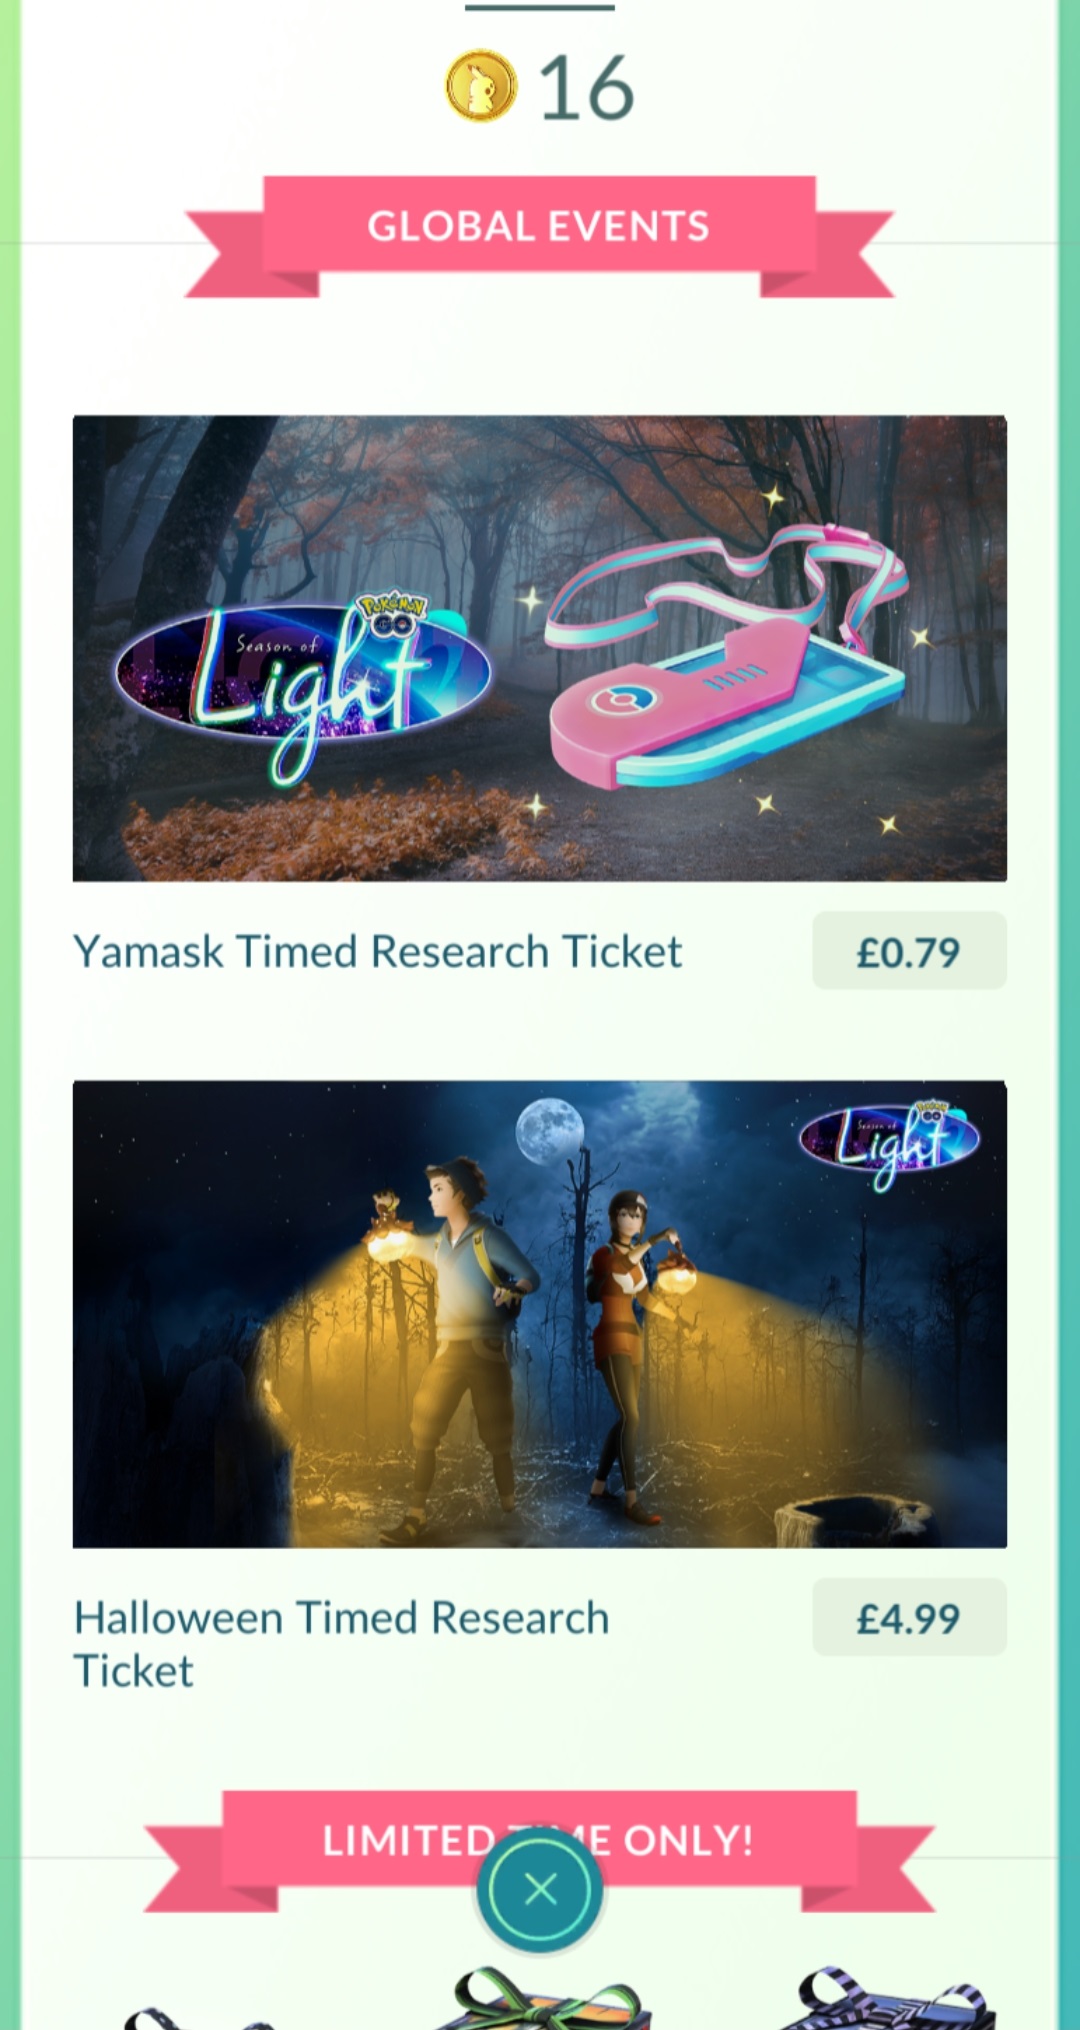 16
GLOBAL EVENTS
Pokémon
GO
Season of
Light
Yamask Timed Research Ticket
£0.79
Pokémon
GO
Season of
Light
Halloween Timed Research
Ticket
£4.99
LIMITED TIME ONLY!